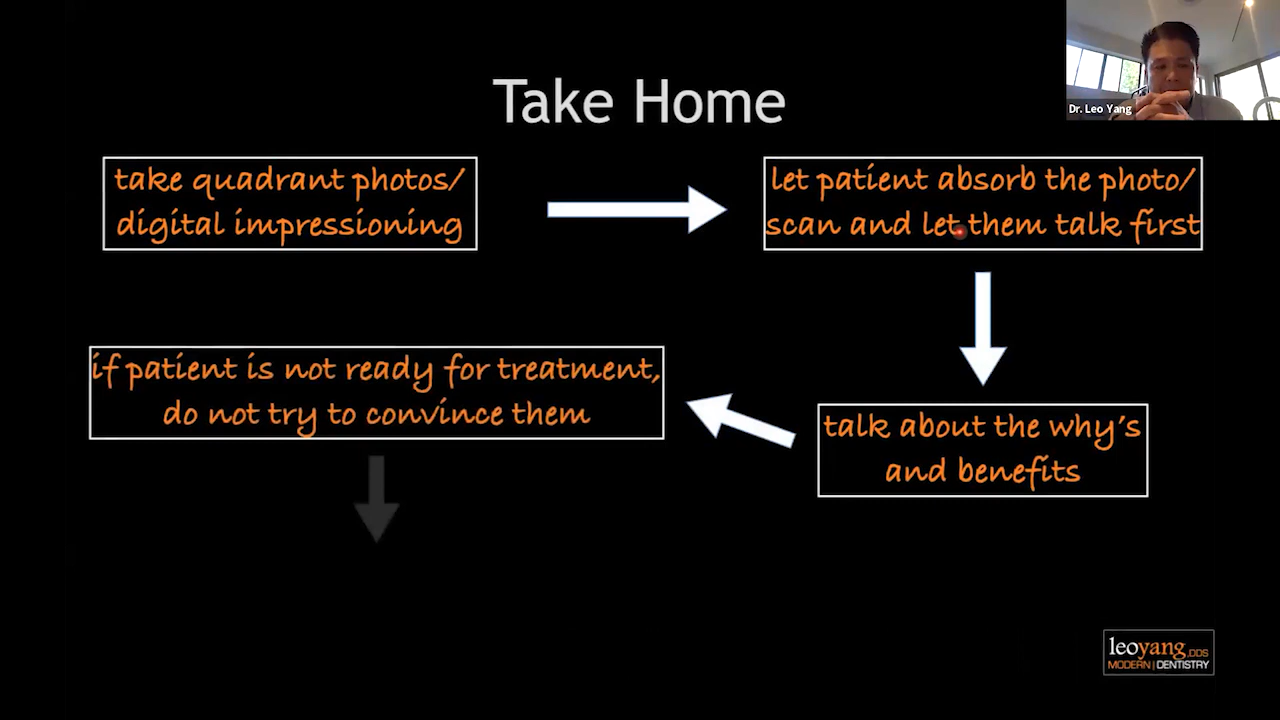 Take Home
Dr. Leo Yang
take quadrant photos/
digital impressioning
let patient absorb the photo/
scan and let them talk first
talk about the why's
and benefits
if patient is not ready for treatment,
do not try to convince them
leoyang,DDS
MODERN|DENTISTRY